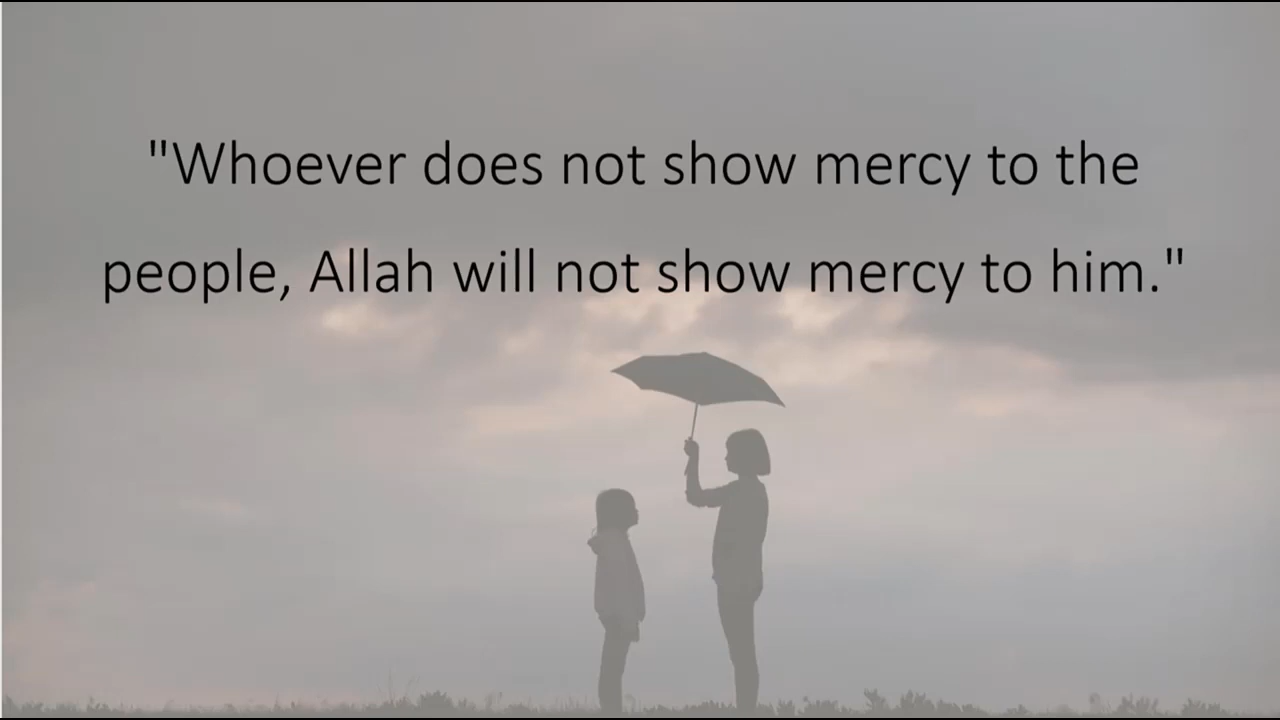 "Whoever does not show mercy to the
people, Allah will not show mercy to him."